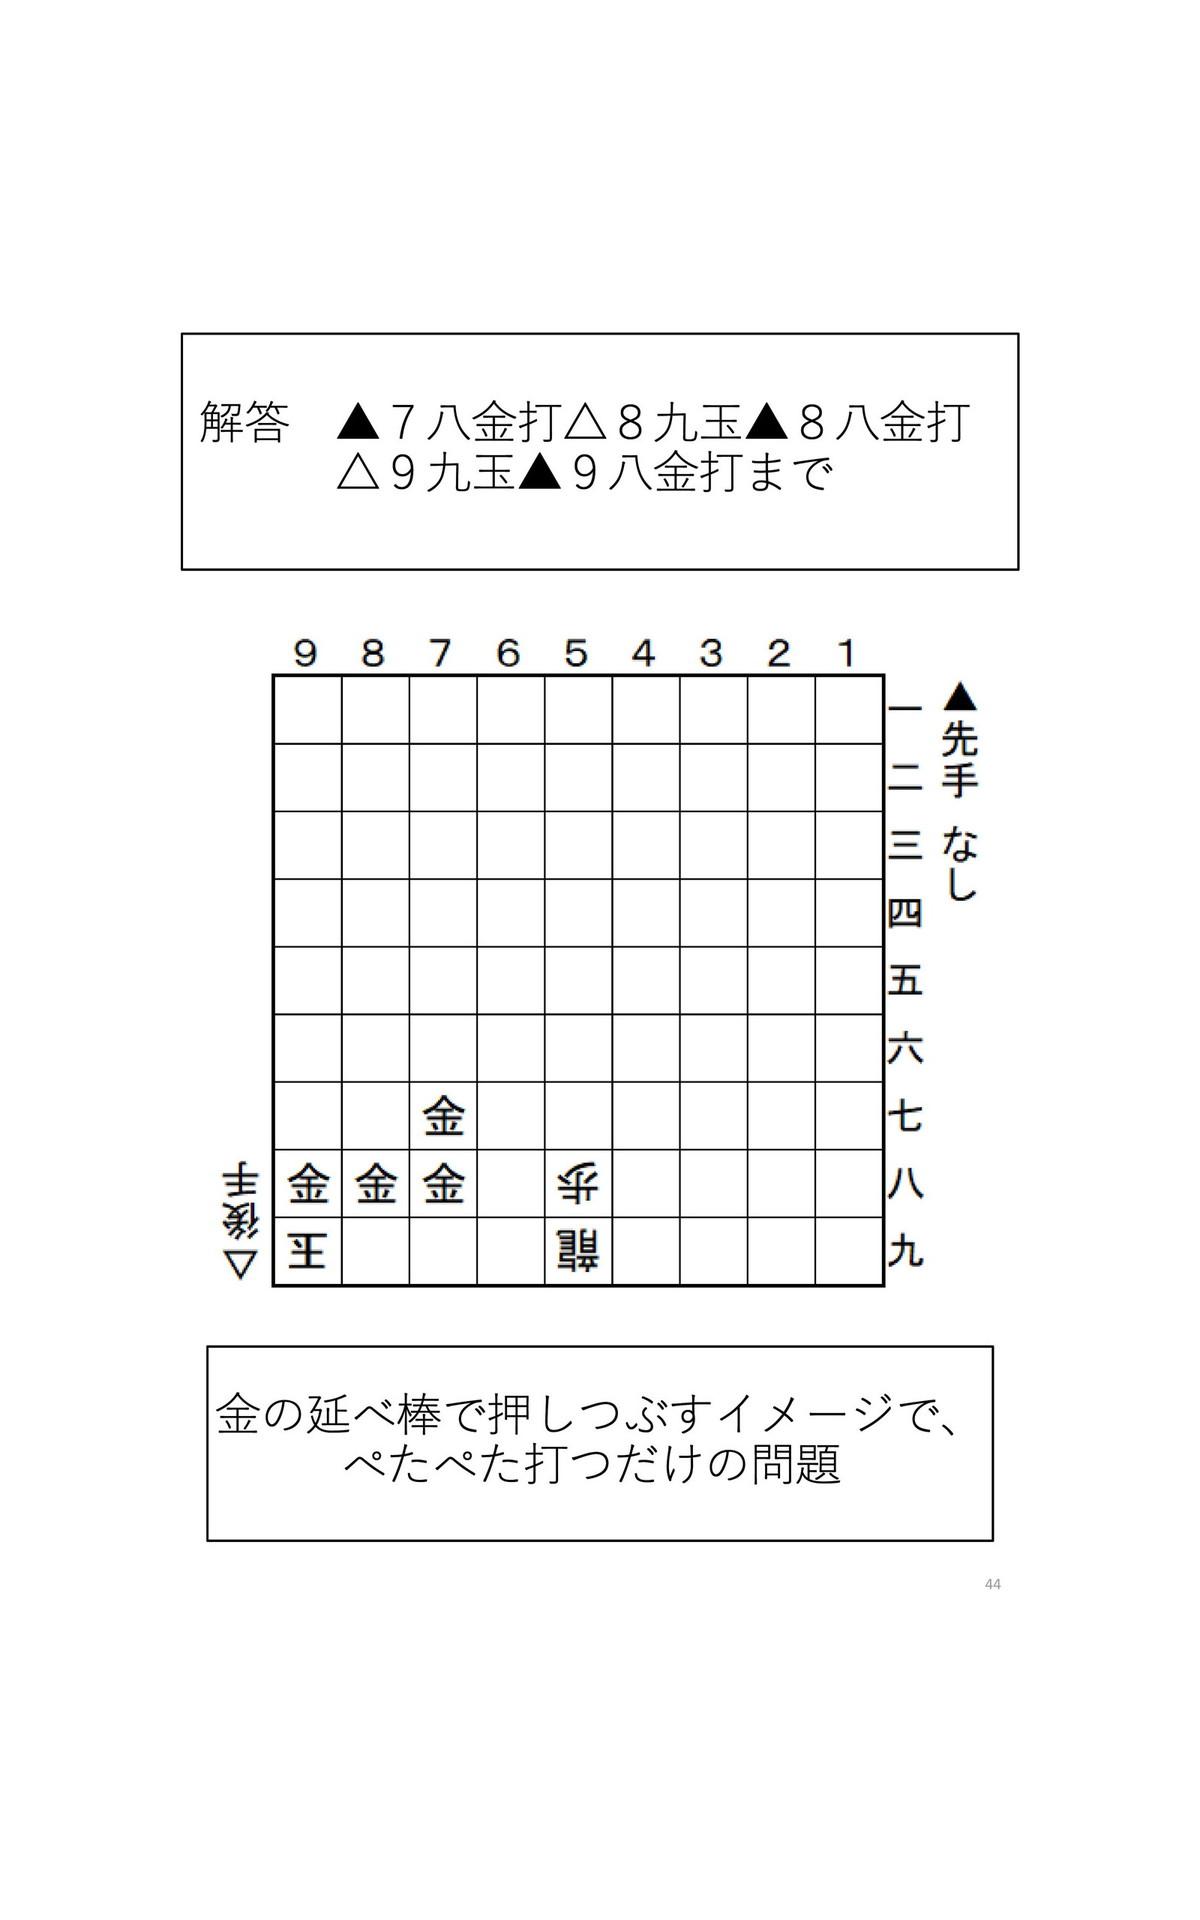 解答　▲７八金打△８九玉▲８八金打
△９九玉▲９八金打まで
9 8 7 6 5 4 3 2 1
一
二
三
四
五
六
金 七
金 金 金 歩 八
玉 龍 九
▲先手 なし
△後手
金の延べ棒で押しつぶすイメージで、
ぺたぺた打つだけの問題
44